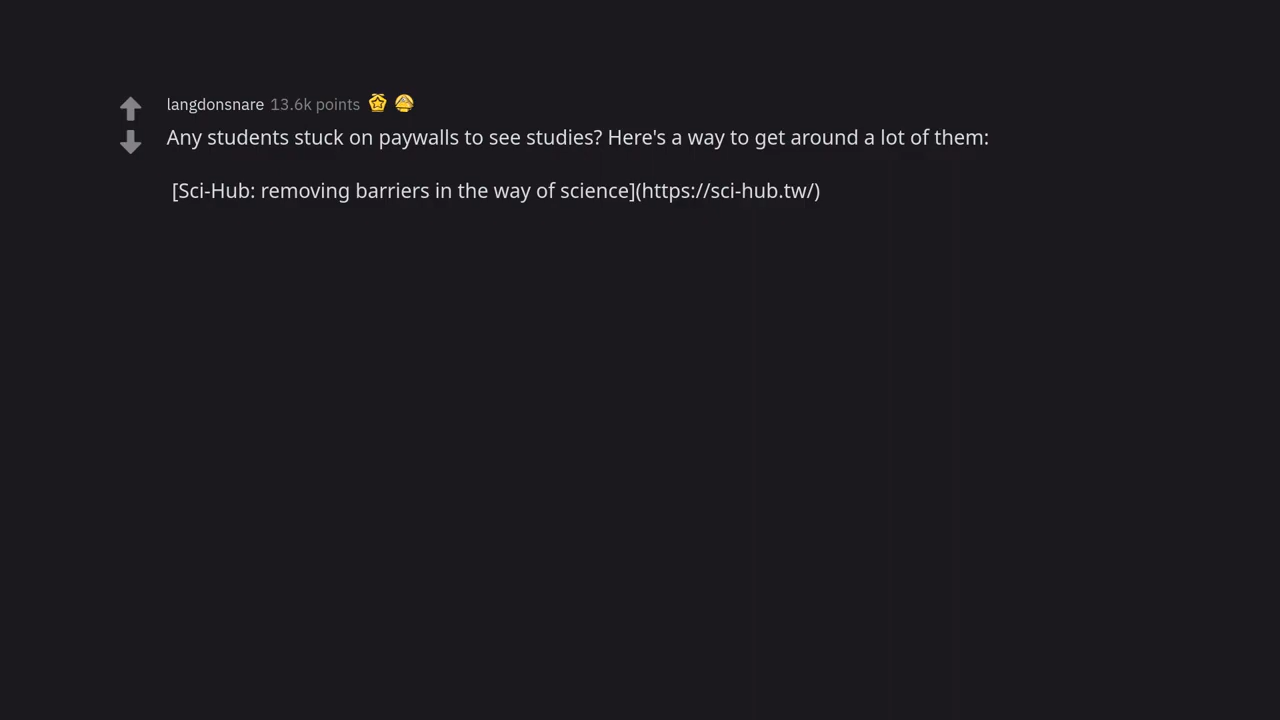 langdonsnare 13.6k points
Any students stuck on paywalls to see studies? Here's a way to get around a lot of them:
[Sci-Hub: removing barriers in the way of science](https://sci-hub.tw/)